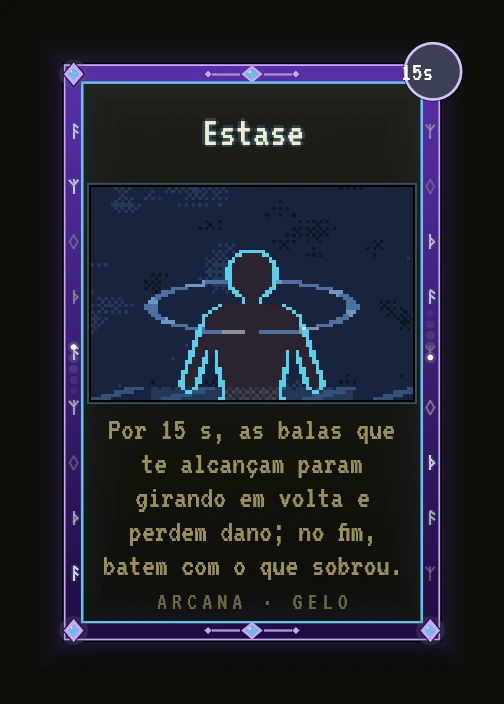 15s
Estase
Por 15 s, as balas que
te alcançam param
girando em volta e
perdem dano; no fim,
batem com o que sobrou.
ARCANA · GELO